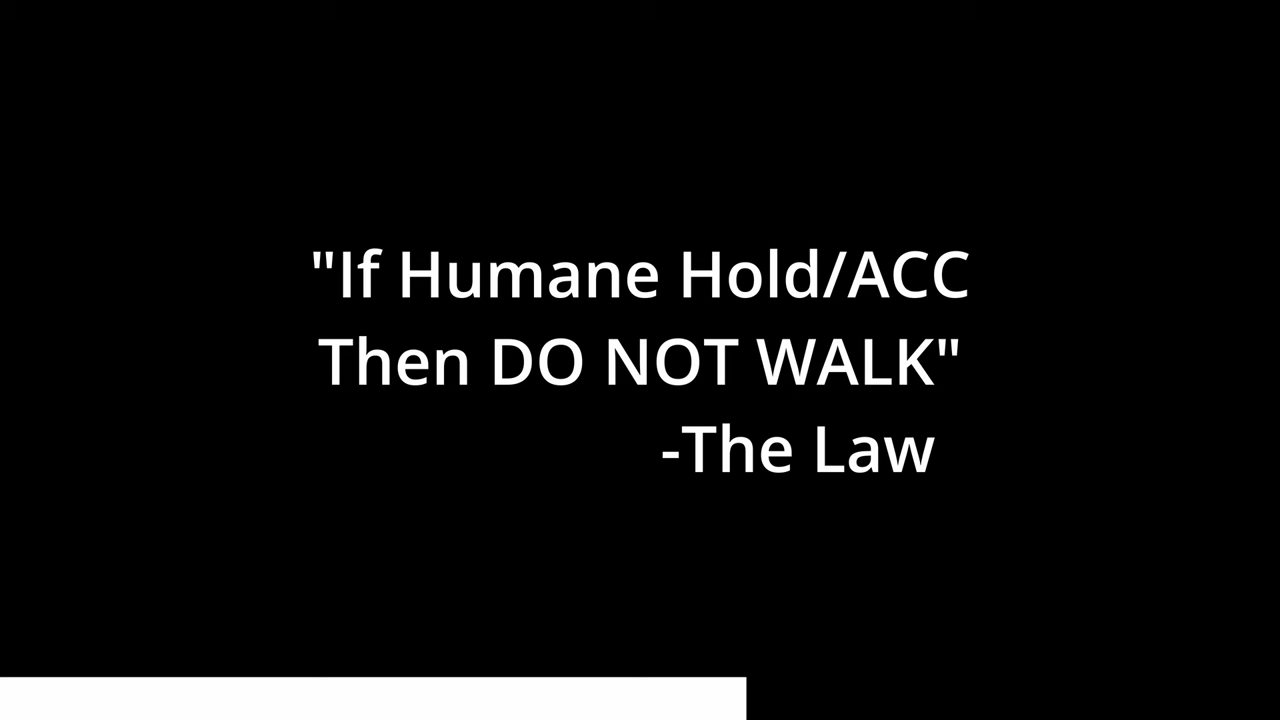 "If Humane Hold/ACC
Then DO NOT WALK"
-The Law